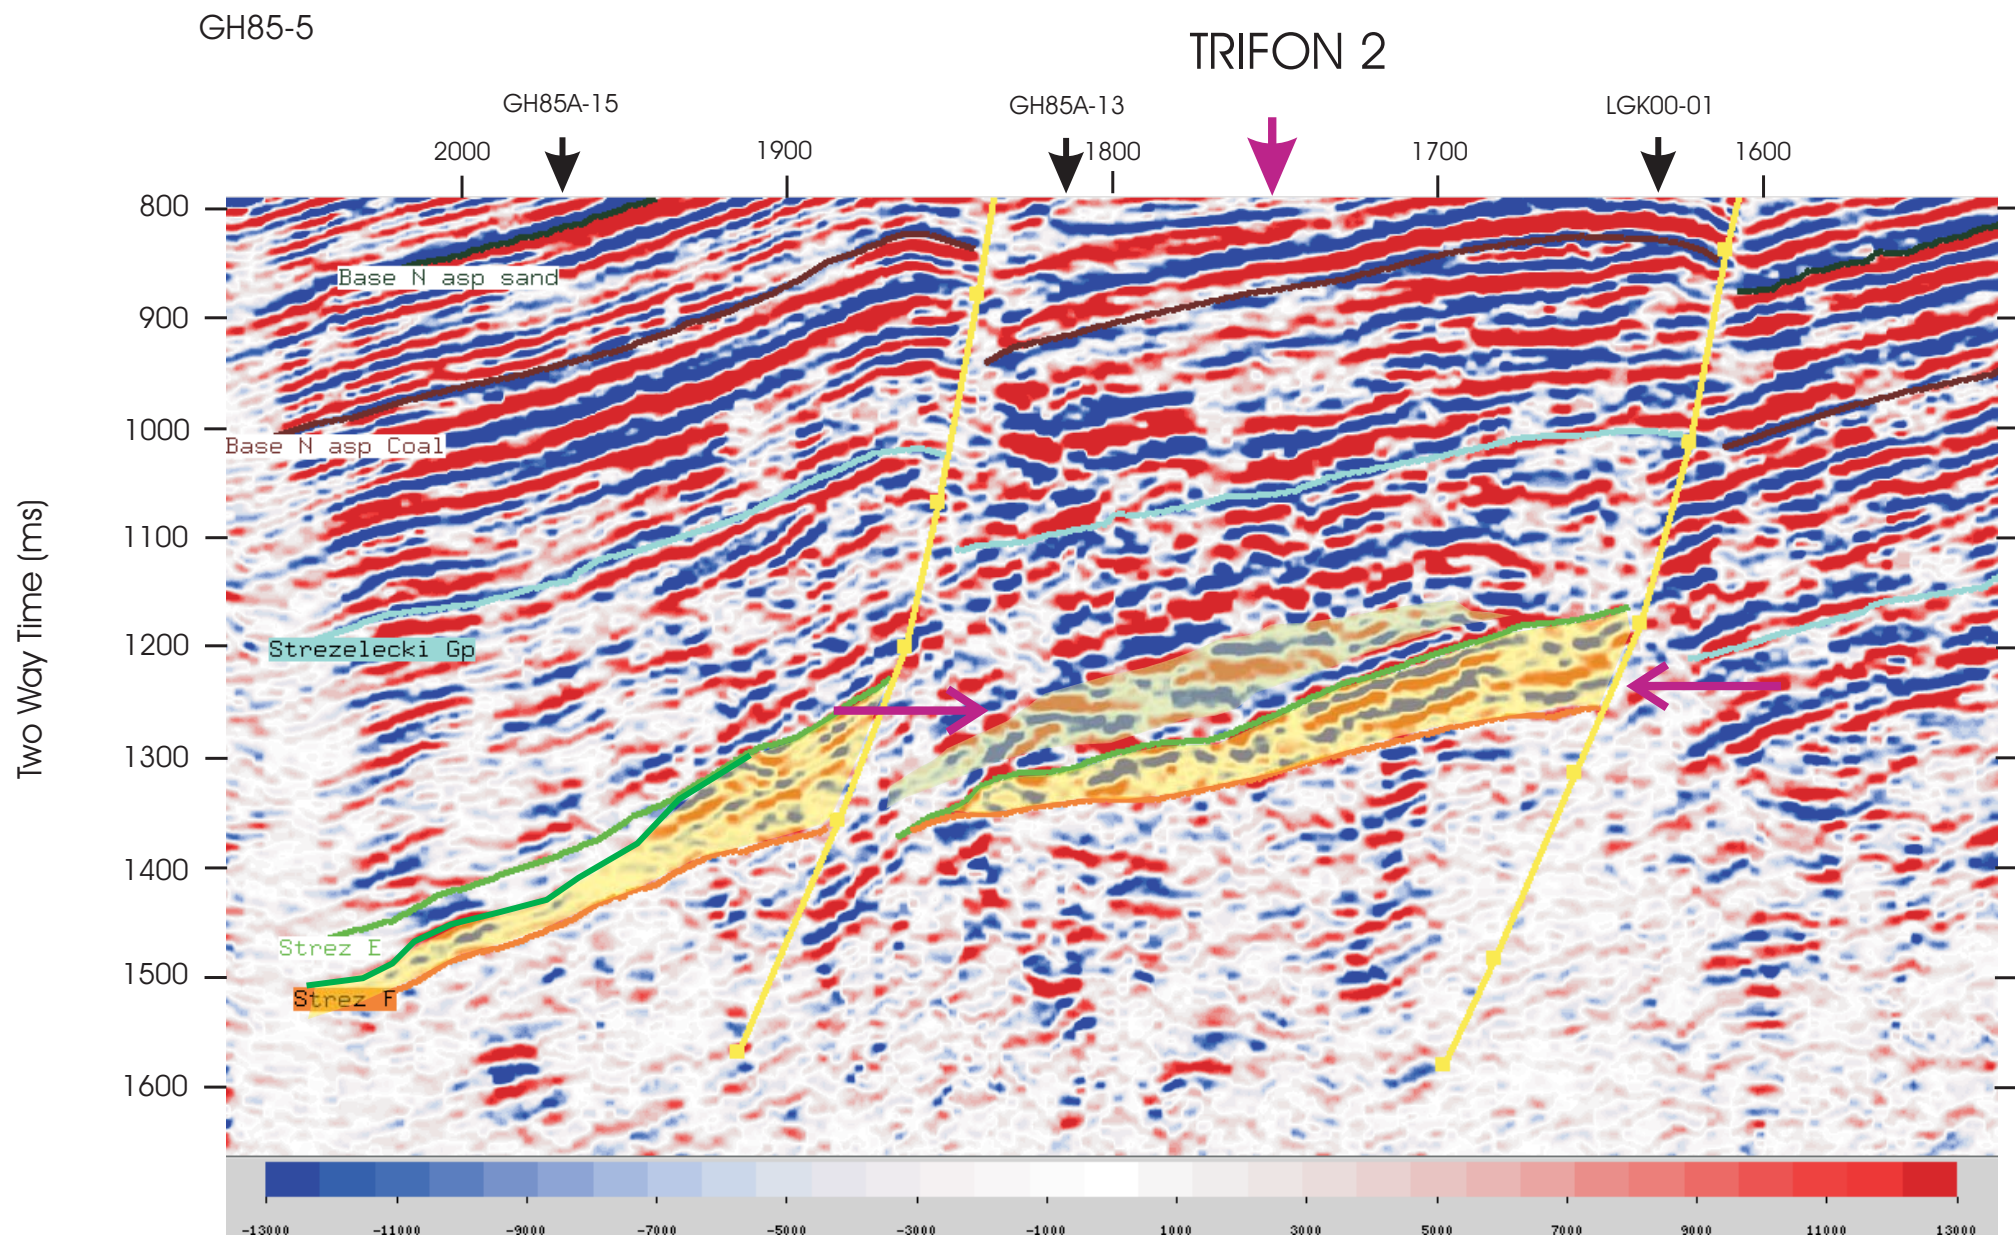 GH85-5
TRIFON 2
GH85A-15
GH85A-13
LGK00-01
2000
1900
1800
1700
1600
800
900
1000
1100
1200
1300
1400
1500
1600
Two Way Time (ms)
Base N asp sand
Base N asp Coal
Strezelecki Gp
Strez E
Strez F
-13000 -11000 -9000 -7000 -5000 -3000 -1000 1000 3000 5000 7000 9000 11000 13000